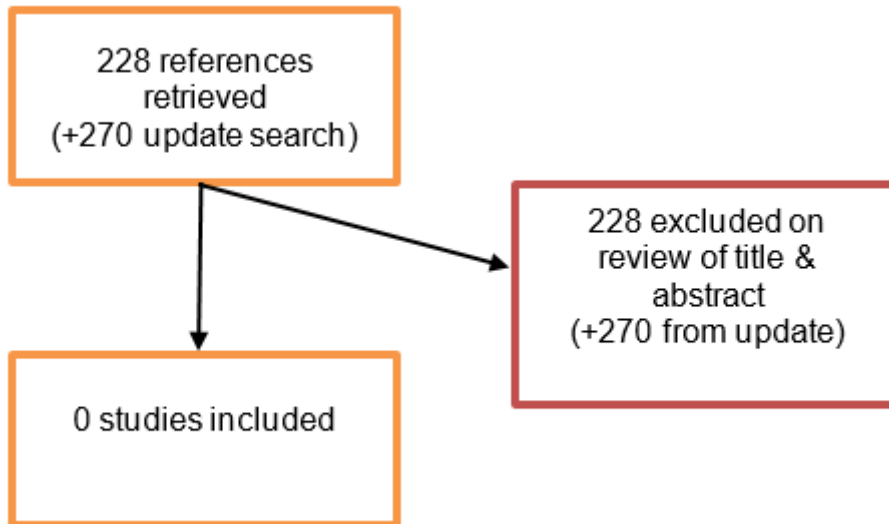 228 references
retrieved
(+270 update search)
228 excluded on
review of title &
abstract
(+270 from update)
0 studies included